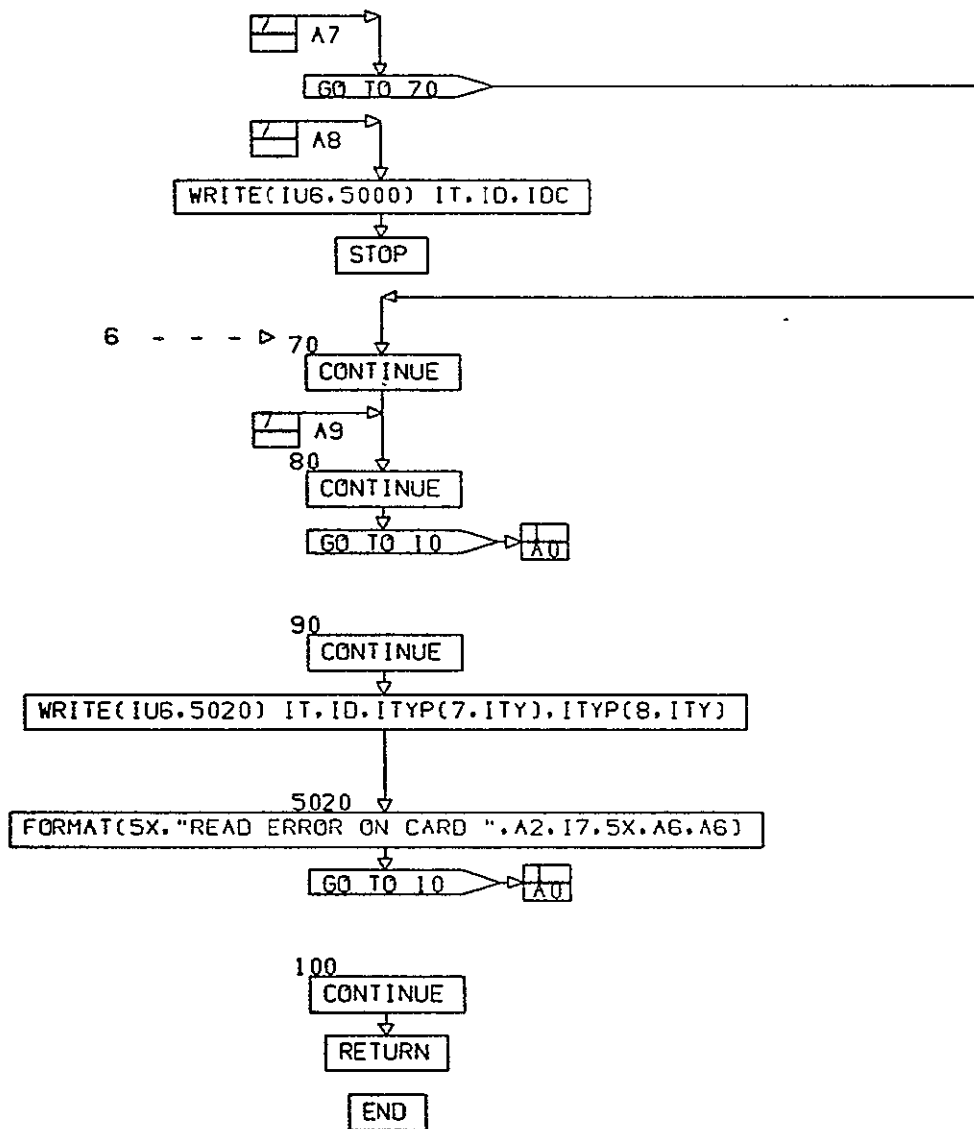 7 A7
GO TO 70
7 A8
WRITE(IU6.5000) IT.ID.IDC
STOP
6 - - -
70
CONTINUE
7 A9
80
CONTINUE
GO TO 10
1
A0
90
CONTINUE
WRITE(IU6.5020) IT.ID.ITYP(7.ITY).ITYP(8.ITY)
5020
FORMAT(5X."READ ERROR ON CARD ".A2.I7.5X.A6.A6)
GO TO 10
1
A0
100
CONTINUE
RETURN
END